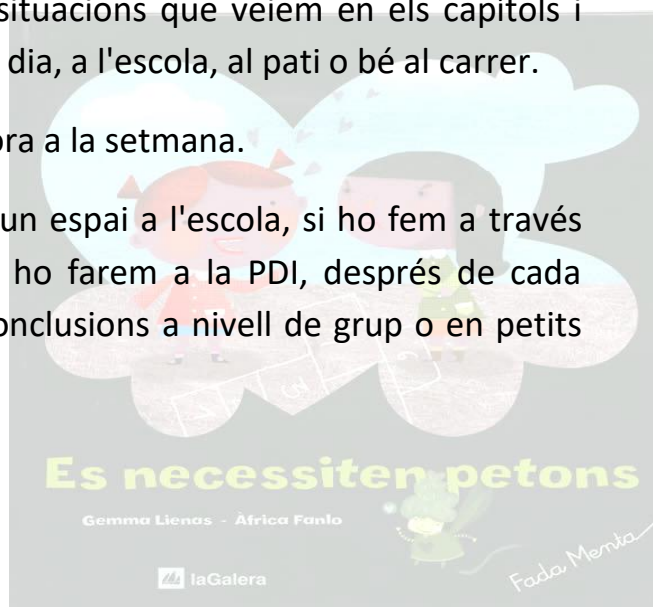 situacions que veiem en els capítols i
dia, a l'escola, al pati o bé al carrer.
ora a la setmana.
un espai a l'escola, si ho fem a través
ho farem a la PDI, després de cada
onclusions a nivell de grup o en petits
Es necessiten petons
Gemma Lienas - Àfrica Fanlo
laGalera
Fada Menta